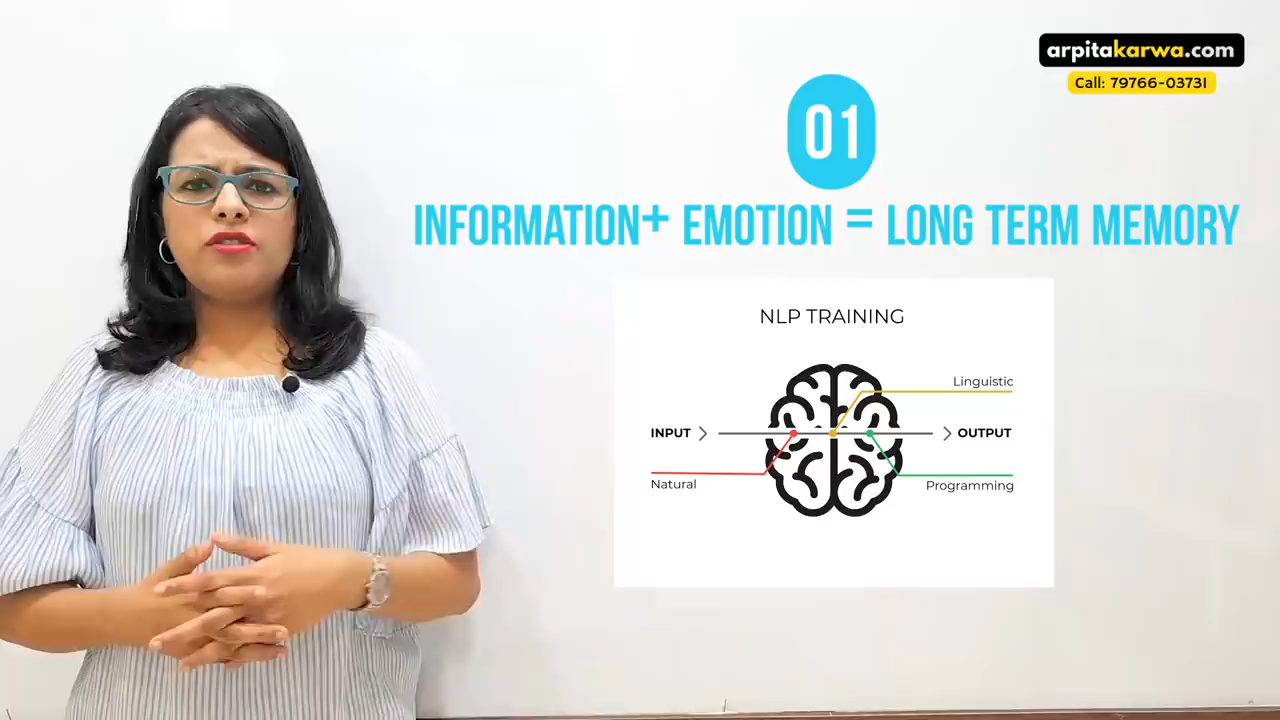 arpitakarwa.com
Call: 79766-03731
01
INFORMATION+ EMOTION = LONG TERM MEMORY
NLP TRAINING
Linguistic
INPUT
OUTPUT
Natural
Programming